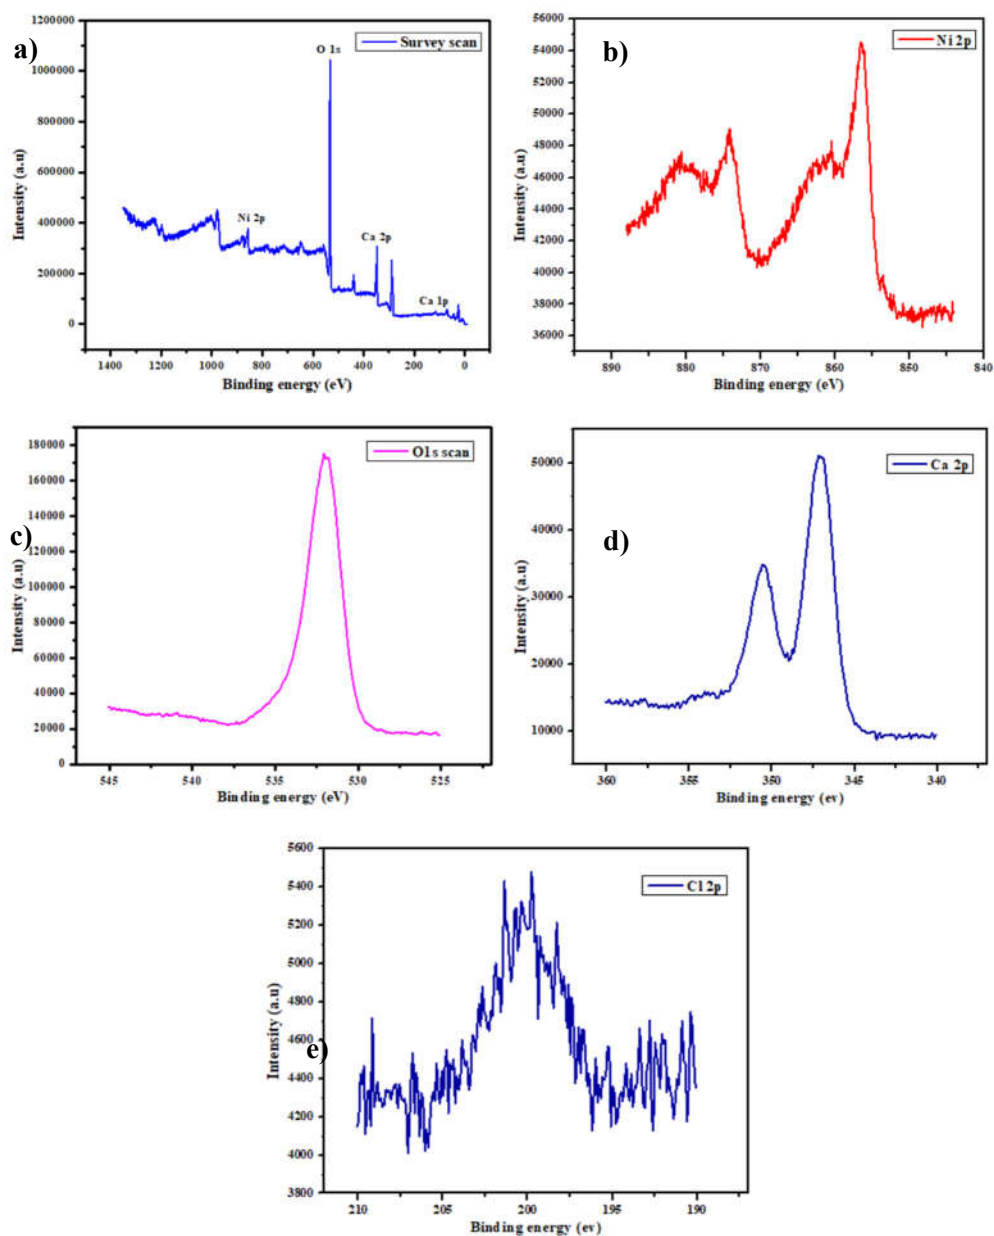 a)
1200000
1000000
800000
600000
400000
200000
0
Intensity (a.u)
O 1s
Survey scan
Ni 2p
Ca 2p
Ca 1p
1400 1200 1000 800 600 400 200 0
Binding energy (eV)
b)
56000
54000
52000
50000
48000
46000
44000
42000
40000
38000
36000
Intensity (a.u)
Ni 2p
890 880 870 860 850 840
Binding energy (eV)
c)
180000
160000
140000
120000
100000
80000
60000
40000
20000
0
Intensity (a.u)
O1s scan
545 540 535 530 525
Binding energy (eV)
d)
50000
40000
30000
20000
10000
Intensity (a.u)
Ca 2p
360 355 350 345 340
Binding energy (ev)
e)
5600
5400
5200
5000
4800
4600
4400
4200
4000
3800
Intensity (a.u)
Cl 2p
210 205 200 195 190
Binding energy (ev)